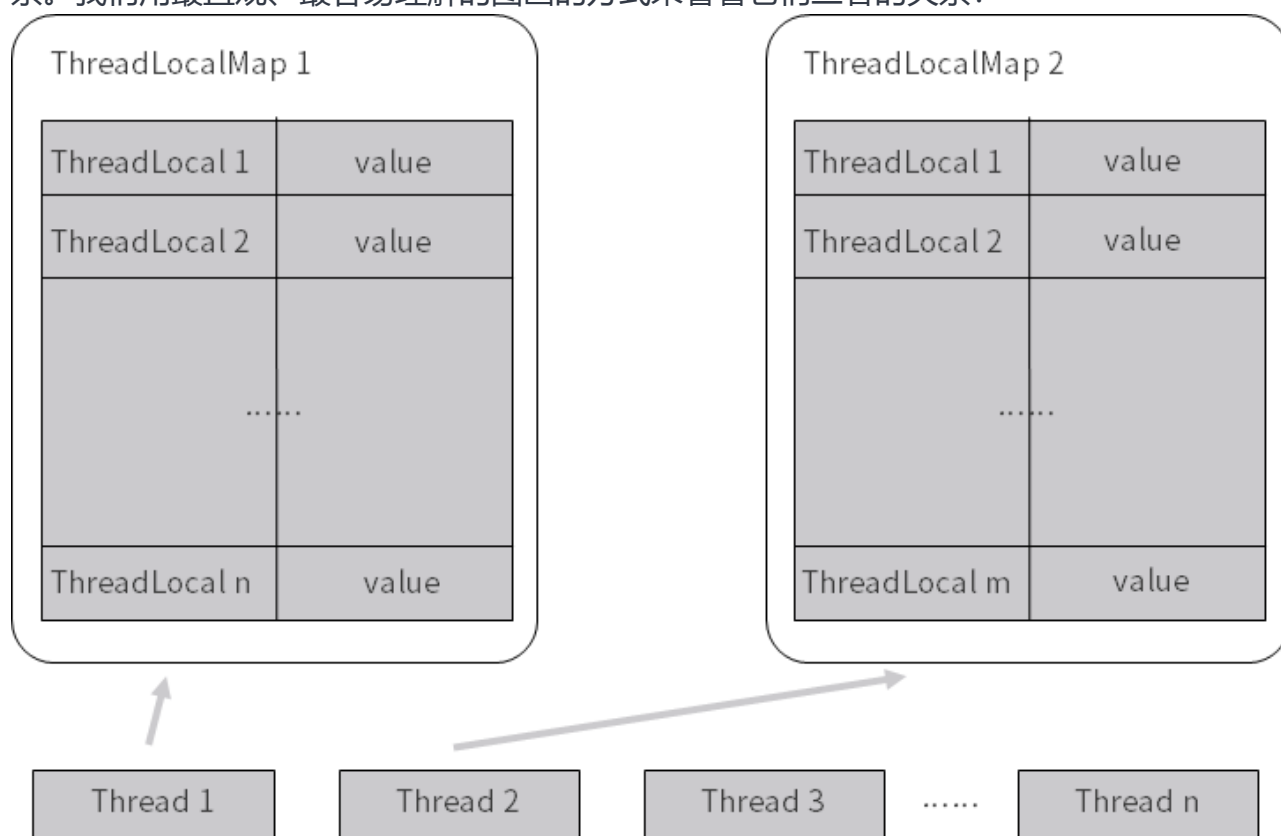 ThreadLocalMap 1
ThreadLocalMap 2
ThreadLocal 1 value
ThreadLocal 1 value
ThreadLocal 2 value
ThreadLocal 2 value
......
......
ThreadLocal n value
ThreadLocal m value
Thread 1
Thread 2
Thread 3
......
Thread n